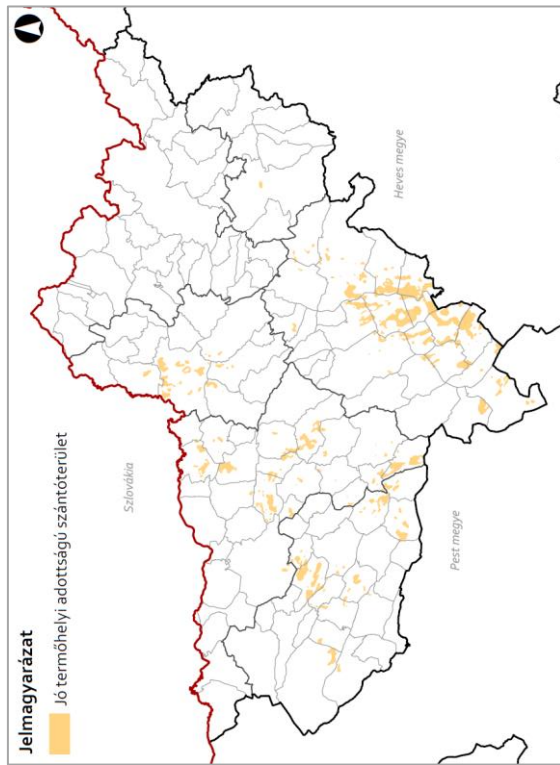 Jelmagyarázat
Jó termőhelyi adottságú szántóterület
Szlovákia
Heves megye
Pest megye